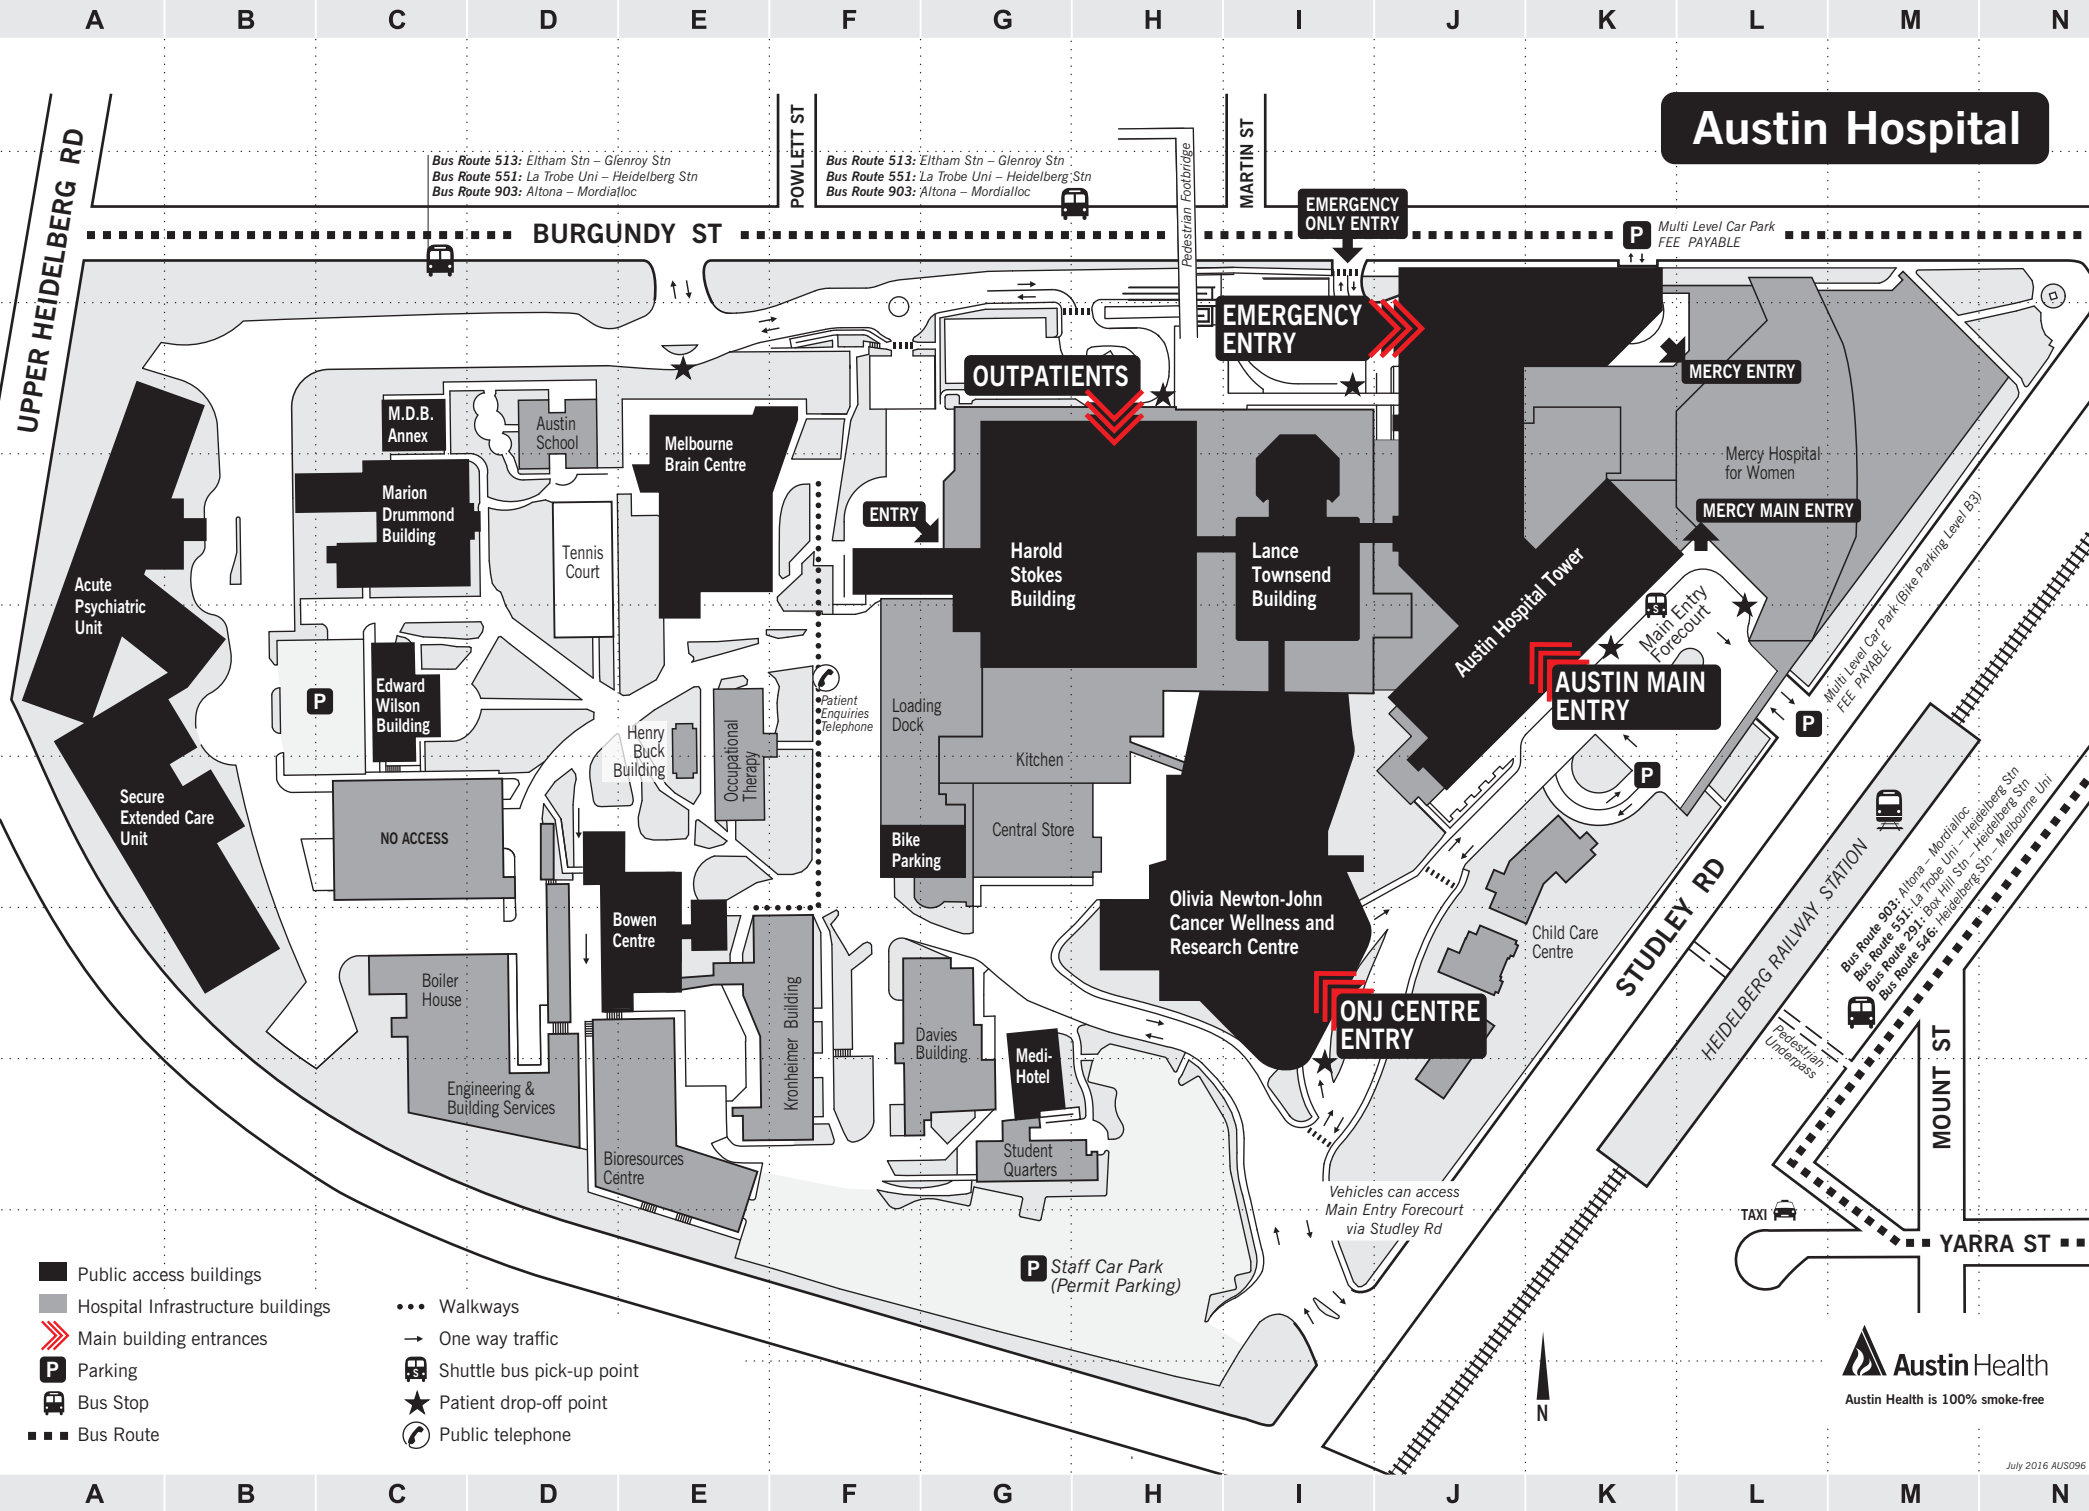 A B C D E F G H I J K L M N
Austin Hospital
UPPER HEIDELBERG RD
POWLETT ST
MARTIN ST
Pedestrian Footbridge
Bus Route 513: Eltham Stn – Glenroy Stn
Bus Route 551: La Trobe Uni – Heidelberg Stn
Bus Route 903: Altona – Mordialloc
Bus Route 513: Eltham Stn – Glenroy Stn
Bus Route 551: La Trobe Uni – Heidelberg Stn
Bus Route 903: Altona – Mordialloc
BURGUNDY ST
EMERGENCY
ONLY ENTRY
P
Multi Level Car Park
FEE PAYABLE
EMERGENCY
ENTRY
OUTPATIENTS
MERCY ENTRY
M.D.B.
Annex
Austin
School
Melbourne
Brain Centre
Mercy Hospital
for Women
MERCY MAIN ENTRY
Marion
Drummond
Building
ENTRY
Tennis
Court
Harold
Stokes
Building
Lance
Townsend
Building
Austin Hospital Tower
S
Main Entry
Forecourt
Multi Level Car Park (Bike Parking Level B3)
FEE PAYABLE
P
Acute
Psychiatric
Unit
P
Edward
Wilson
Building
Patient
Enquiries
Telephone
Loading
Dock
AUSTIN MAIN
ENTRY
P
Henry
Buck
Building
Occupational
Therapy
Kitchen
Secure
Extended Care
Unit
NO ACCESS
Bike
Parking
Central Store
STUDLEY RD
HEIDELBERG RAILWAY STATION
Bus Route 903: Altona – Mordialloc
Bus Route 551: La Trobe Uni – Heidelberg Stn
Bus Route 291: Box Hill Stn – Heidelberg Stn
Bus Route 546: Heidelberg Stn – Melbourne Uni
Bowen
Centre
Olivia Newton-John
Cancer Wellness and
Research Centre
Child Care
Centre
Boiler
House
Kronheimer Building
ONJ CENTRE
ENTRY
Davies
Building
Medi-
Hotel
Pedestrian
Underpass
MOUNT ST
Engineering &
Building Services
Bioresources
Centre
Student
Quarters
Vehicles can access
Main Entry Forecourt
via Studley Rd
TAXI
YARRA ST
P
Staff Car Park
(Permit Parking)
Public access buildings
Hospital Infrastructure buildings
Main building entrances
P Parking
Bus Stop
Bus Route
Walkways
One way traffic
S Shuttle bus pick-up point
Patient drop-off point
Public telephone
N
Austin Health
Austin Health is 100% smoke-free
July 2016 AUS096
A B C D E F G H I J K L M N